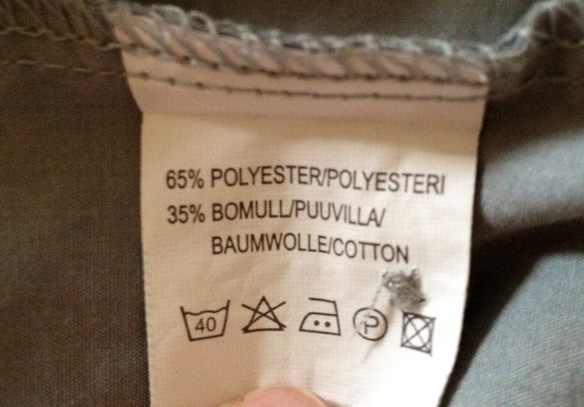 65% POLYESTER/POLYESTERI
35% BOMULL/PUUVILLA/
BAUMWOLLE/COTTON
40 P